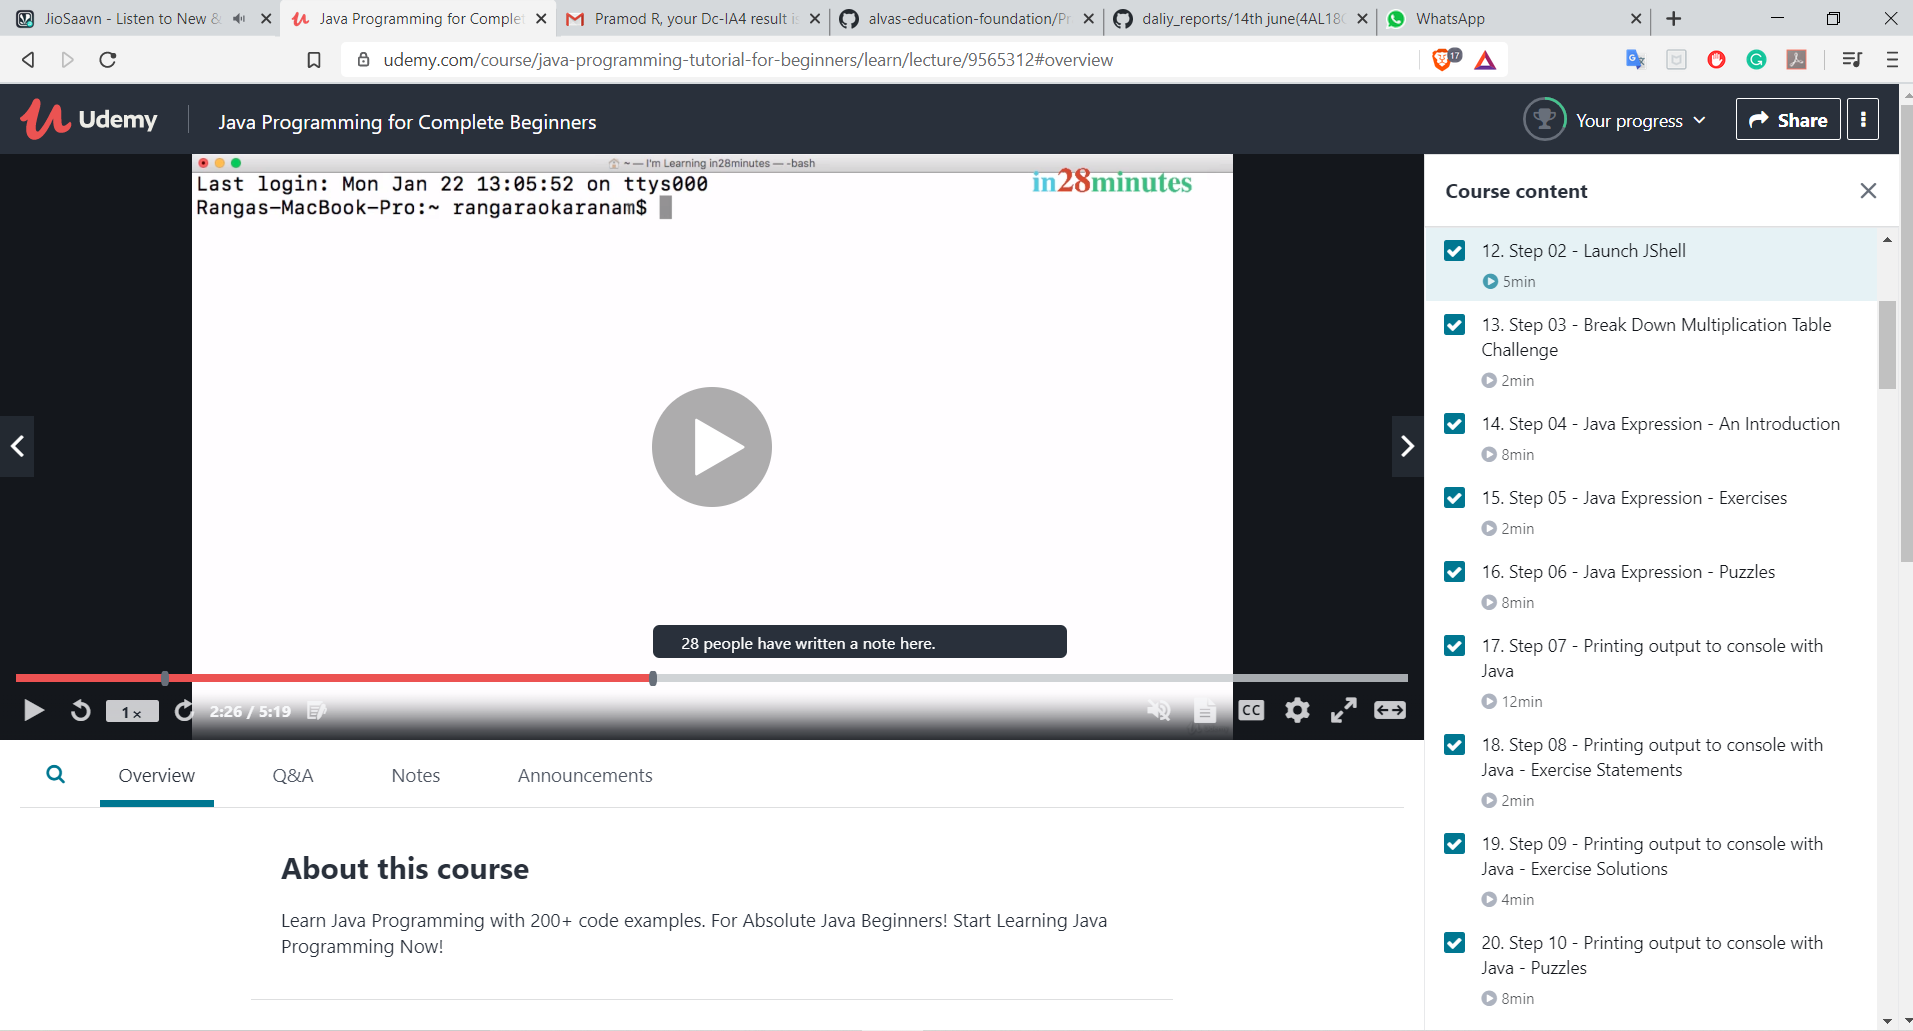 JioSaavn - Listen to New &
Java Programming for Complet
Pramod R, your Dc-IA4 result i
alvas-education-foundation/Pr
daliy_reports/14th june(4AL18
WhatsApp
udemy.com/course/java-programming-tutorial-for-beginners/learn/lecture/9565312#overview
17
Udemy
Java Programming for Complete Beginners
Your progress
Share
~ — I'm Learning in28minutes — -bash
Last login: Mon Jan 22 13:05:52 on ttys000
in28minutes
Rangas-MacBook-Pro:~ rangaraokaranam$
28 people have written a note here.
1×
2:26 / 5:19
CC
Overview
Q&A
Notes
Announcements
About this course
Learn Java Programming with 200+ code examples. For Absolute Java Beginners! Start Learning Java
Programming Now!
Course content
12. Step 02 - Launch JShell
5min
13. Step 03 - Break Down Multiplication Table
Challenge
2min
14. Step 04 - Java Expression - An Introduction
8min
15. Step 05 - Java Expression - Exercises
2min
16. Step 06 - Java Expression - Puzzles
8min
17. Step 07 - Printing output to console with
Java
12min
18. Step 08 - Printing output to console with
Java - Exercise Statements
2min
19. Step 09 - Printing output to console with
Java - Exercise Solutions
4min
20. Step 10 - Printing output to console with
Java - Puzzles
8min